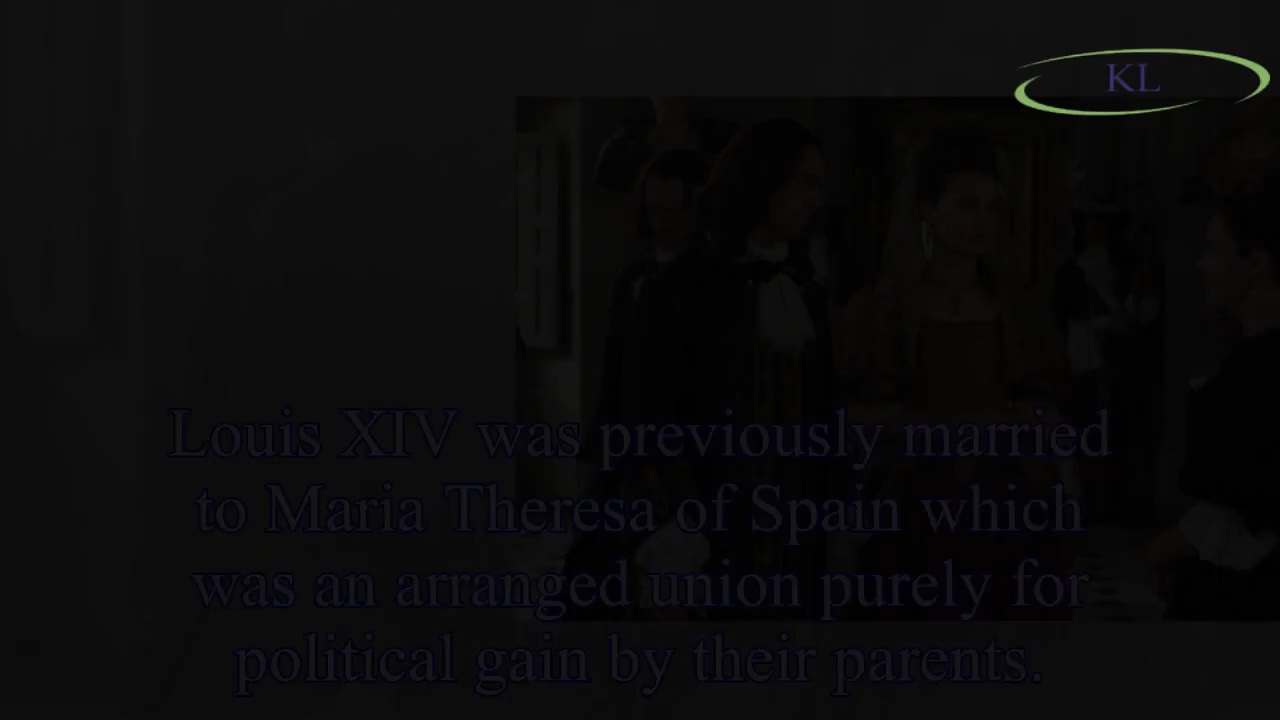 KL
Louis XIV was previously married
to Maria Theresa of Spain which
was an arranged union purely for
political gain by their parents.